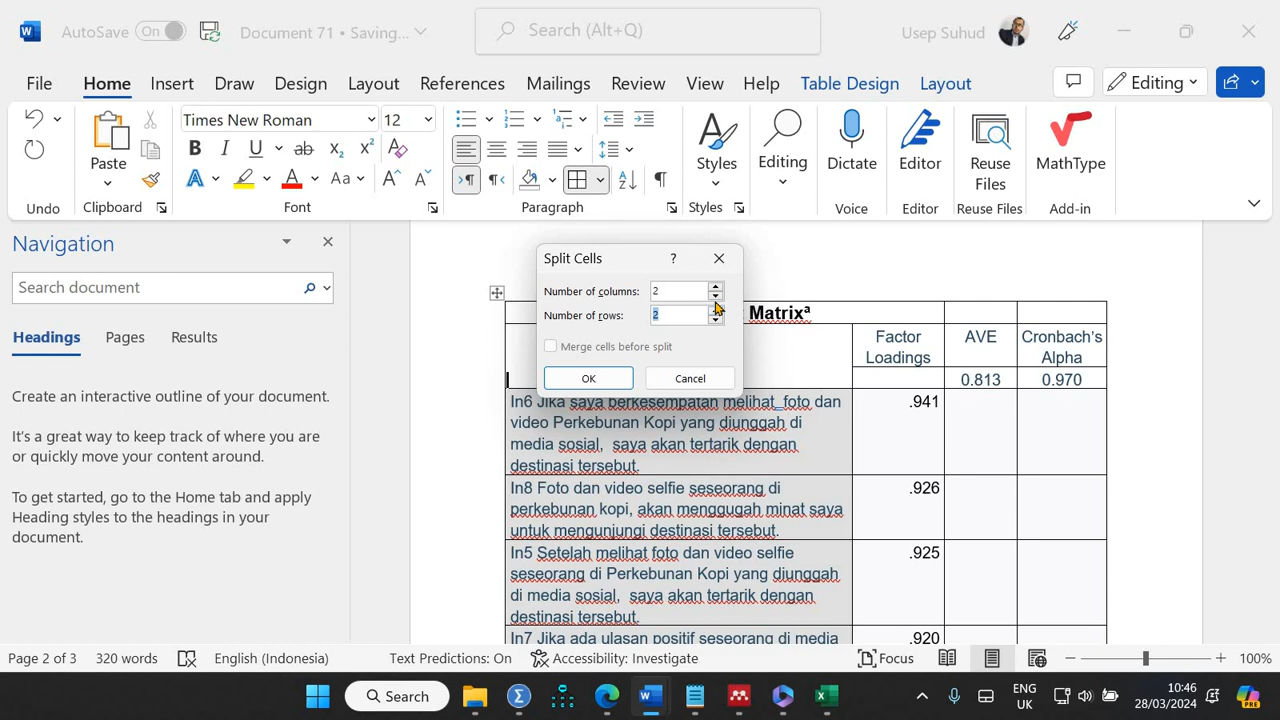 AutoSave On Document 71 • Saving... Search (Alt+Q) Usep Suhud
File Home Insert Draw Design Layout References Mailings Review View Help Table Design Layout Editing
Times New Roman 12
Paste Styles Editing Dictate Editor Reuse Files MathType
Undo Clipboard Font Paragraph Styles Voice Editor Reuse Files Add-in
Navigation
Search document
Headings Pages Results
Create an interactive outline of your document.
It's a great way to keep track of where you are
or quickly move your content around.
To get started, go to the Home tab and apply
Heading styles to the headings in your
document.
Split Cells ?
Number of columns: 2
Number of rows: 2
Merge cells before split
OK Cancel
Matrixᵃ
Factor Loadings AVE Cronbach's Alpha
0.813 0.970
In6 Jika saya berkesempatan melihat foto dan .941
video Perkebunan Kopi yang diunggah di
media sosial, saya akan tertarik dengan
destinasi tersebut.
In8 Foto dan video selfie seseorang di .926
perkebunan kopi, akan menggugah minat saya
untuk mengunjungi destinasi tersebut.
In5 Setelah melihat foto dan video selfie .925
seseorang di Perkebunan Kopi yang diunggah
di media sosial, saya akan tertarik dengan
destinasi tersebut.
In7 Jika ada ulasan positif seseorang di media .920
Page 2 of 3 320 words English (Indonesia) Text Predictions: On Accessibility: Investigate Focus 100%
Search ENG UK 10:46 28/03/2024 PRE